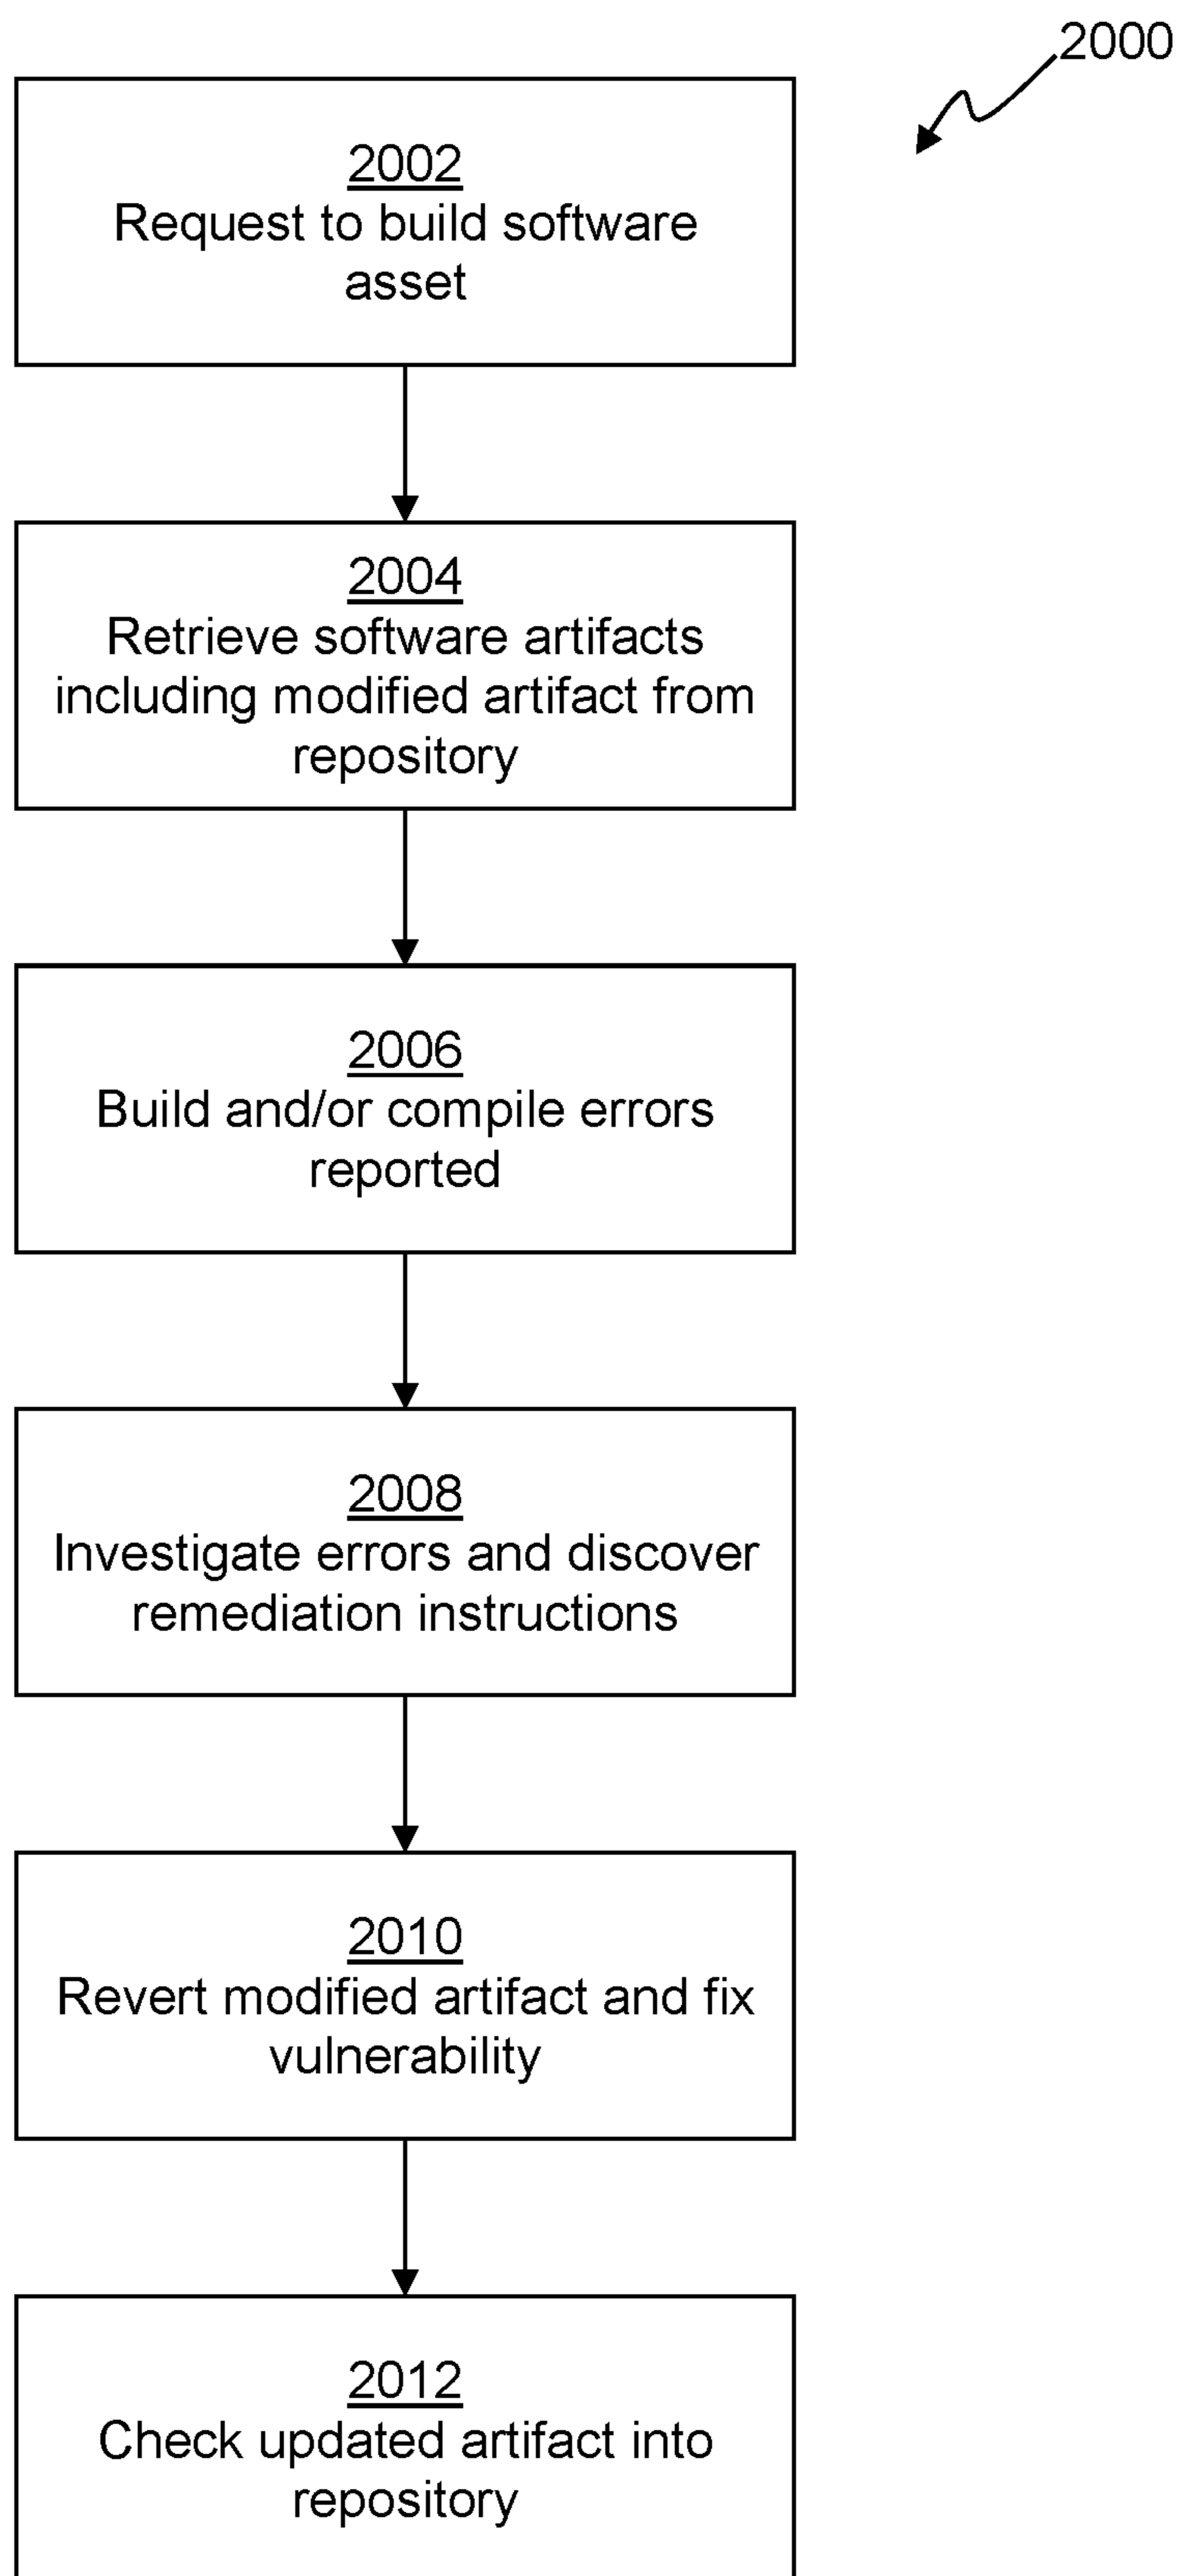 2000
2002
Request to build software
asset
2004
Retrieve software artifacts
including modified artifact from
repository
2006
Build and/or compile errors
reported
2008
Investigate errors and discover
remediation instructions
2010
Revert modified artifact and fix
vulnerability
2012
Check updated artifact into
repository